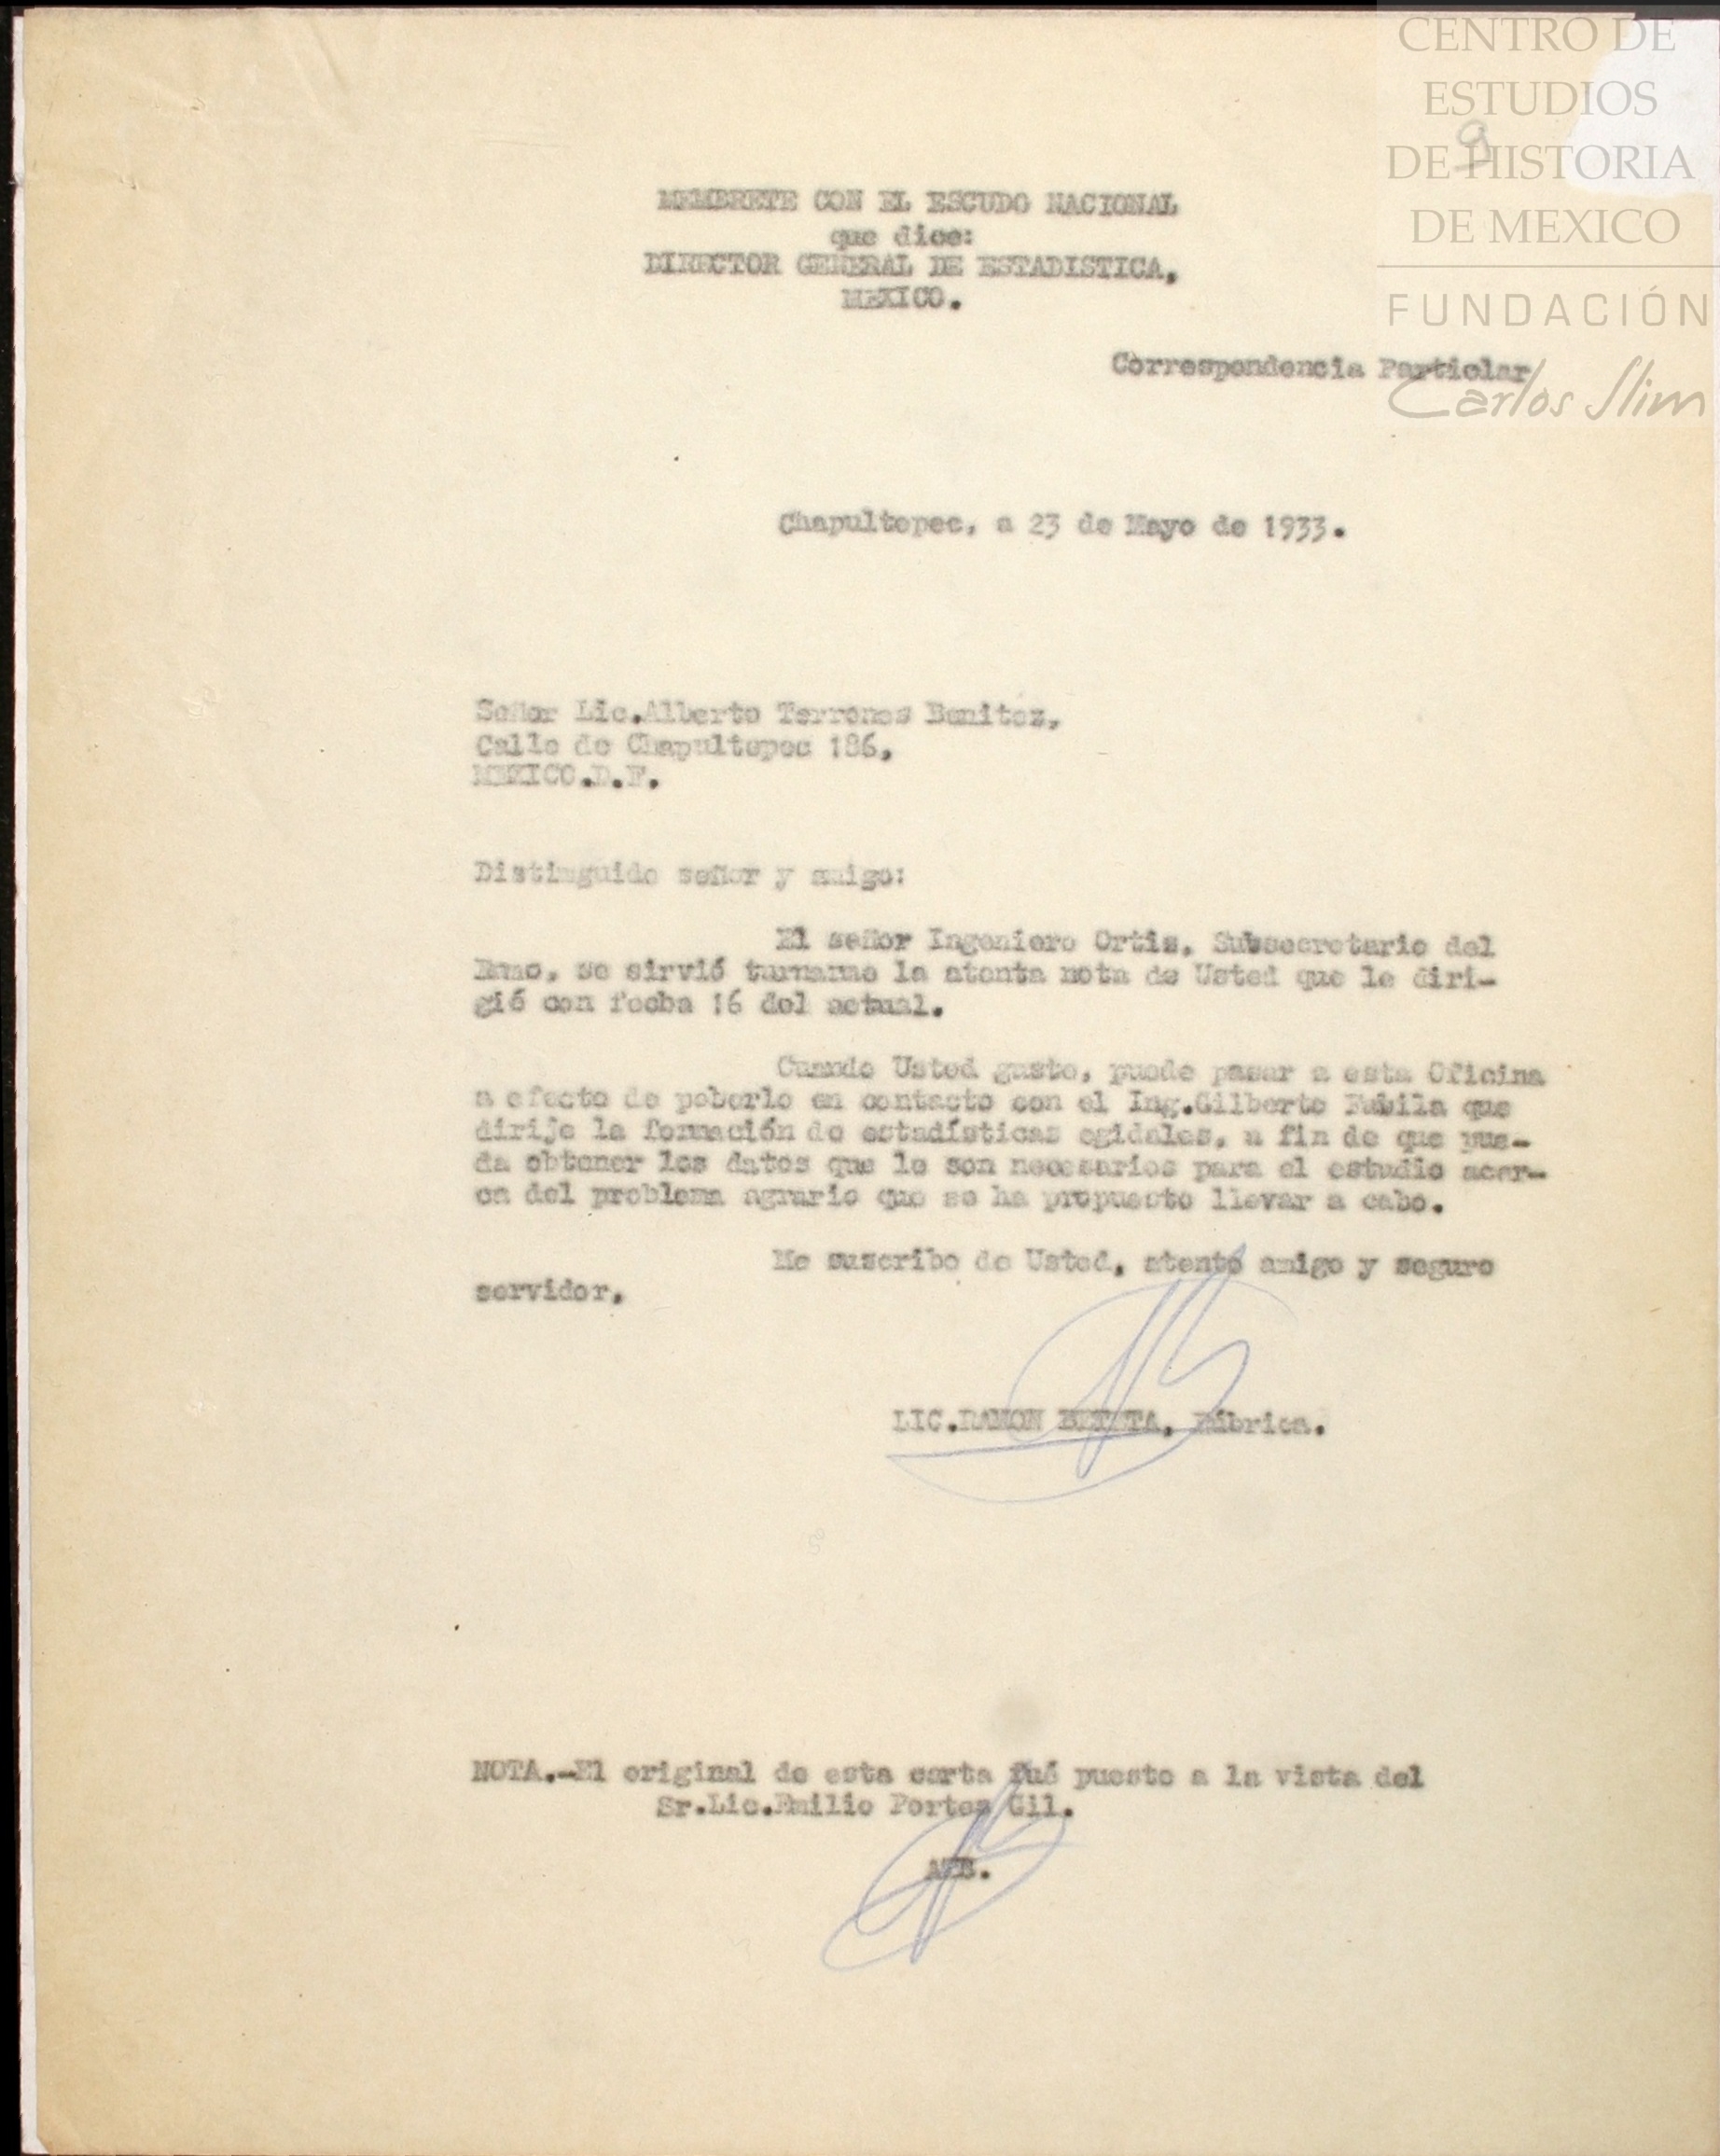 CENTRO DE
ESTUDIOS
DE HISTORIA
DE MEXICO
FUNDACIÓN
Carlos Slim
9
MEMBRETE CON EL ESCUDO NACIONAL
que dice:
DIRECTOR GENERAL DE ESTADISTICA,
MEXICO.
Correspondencia Particlar
Chapultepec, a 23 de Mayo de 1933.
Señor Lic.Alberto Terrones Benitez,
Calle de Chapultepec 186,
MEXICO.D.F.
Distinguido señor y amigo:
El señor Ingeniero Ortiz, Subsecretario del
Ramo, se sirvió turnarme la atenta nota de Usted que le diri-
gió con fecha 16 del actual.
Cuando Usted guste, puede pasar a esta Oficina
a efecto de poberlo en contacto con el Ing.Gilberto Fabila que
dirije la formación de estadísticas egidales, a fin de que pue-
da obtener los datos que le son necesarios para el estudio acer-
ca del problema agrario que se ha propuesto llevar a cabo.
Me suscribo de Usted, atento amigo y seguro
servidor,
LIC.RAMON BETETA, Rúbrica.
NOTA.-El original de esta carta fué puesto a la vista del
Sr.Lic.Emilio Portes Gil.
ATB.